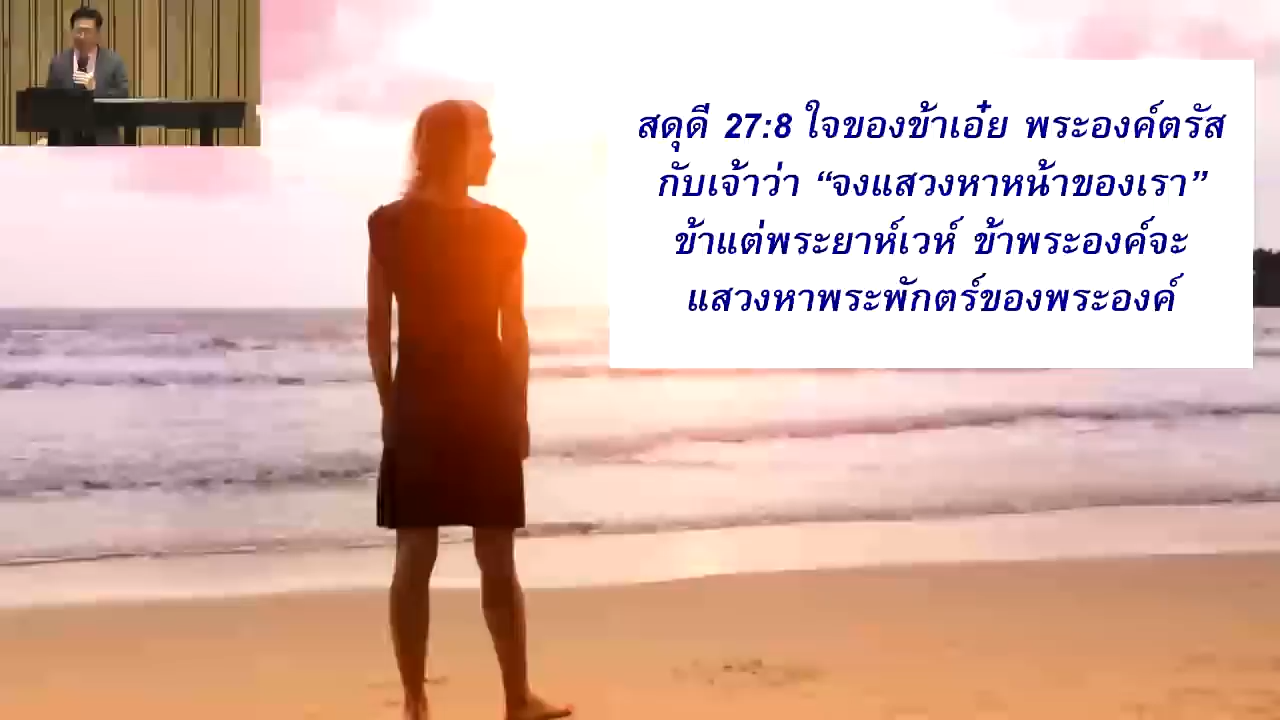 สดุดี 27:8 ใจของข้าเอ๋ย พระองค์ตรัส
กับเจ้าว่า “จงแสวงหาหน้าของเรา”
ข้าแต่พระยาห์เวห์ ข้าพระองค์จะ
แสวงหาพระพักตร์ของพระองค์